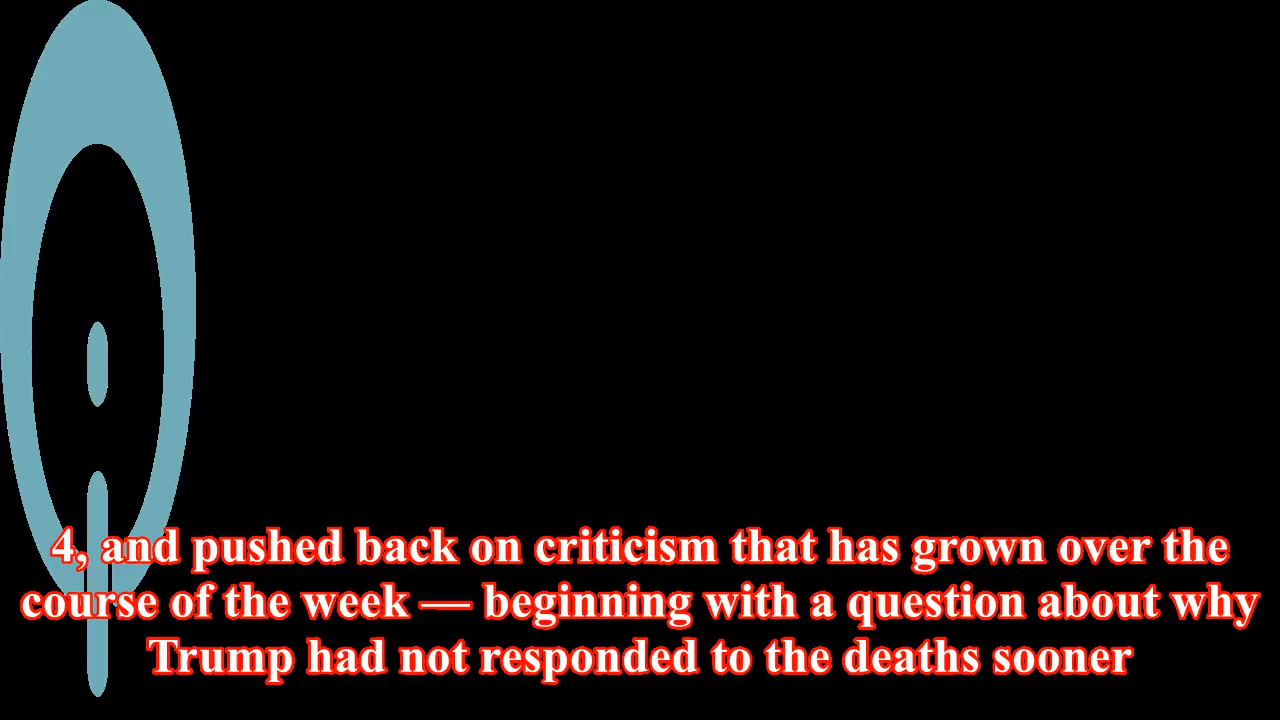 4, and pushed back on criticism that has grown over the
course of the week — beginning with a question about why
Trump had not responded to the deaths sooner